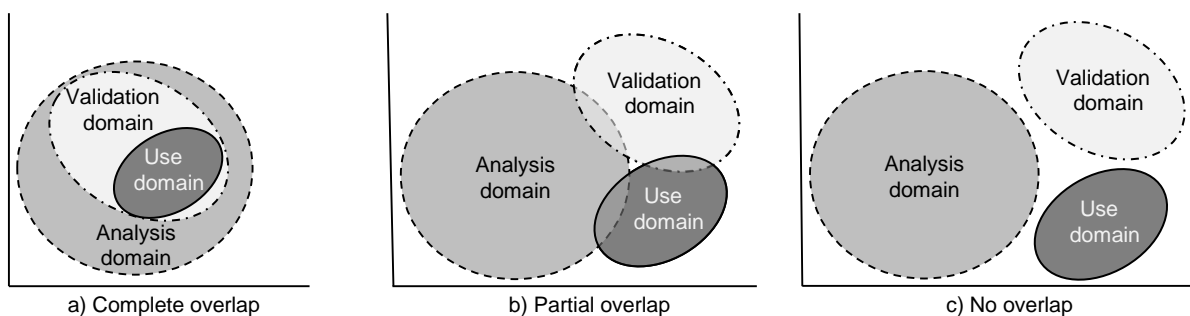 Validation
domain
Use
domain
Analysis
domain
a) Complete overlap
Validation
domain
Analysis
domain
Use
domain
b) Partial overlap
Validation
domain
Analysis
domain
Use
domain
c) No overlap